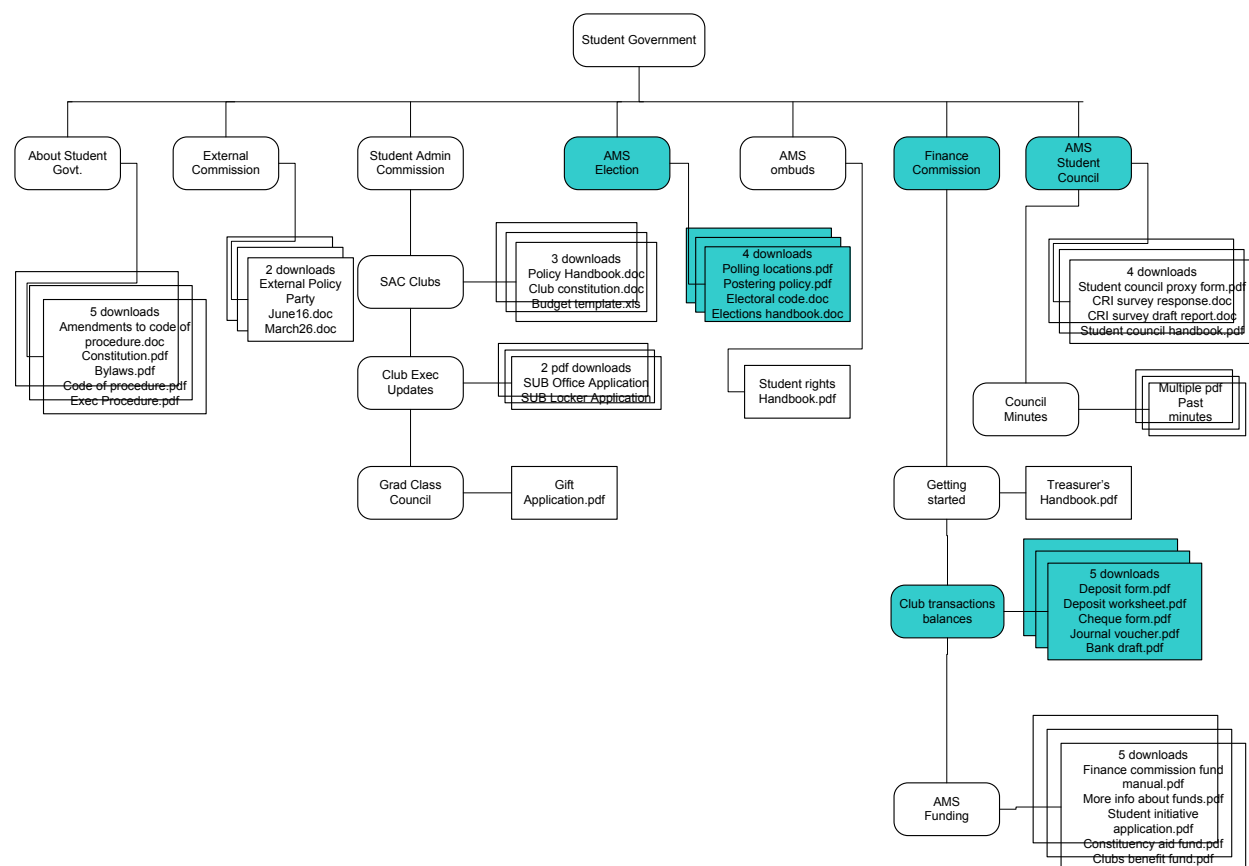 Student Government
About Student
Govt.
External
Commission
Student Admin
Commission
AMS
Election
AMS
ombuds
Finance
Commission
AMS
Student
Council
5 downloads
Amendments to code of
procedure.doc
Constitution.pdf
Bylaws.pdf
Code of procedure.pdf
Exec Procedure.pdf
2 downloads
External Policy
Party
June16.doc
March26.doc
SAC Clubs
3 downloads
Policy Handbook.doc
Club constitution.doc
Budget template.xls
4 downloads
Polling locations.pdf
Postering policy.pdf
Electoral code.doc
Elections handbook.doc
4 downloads
Student council proxy form.pdf
CRI survey response.doc
CRI survey draft report.doc
Student council handbook.pdf
Club Exec
Updates
2 pdf downloads
SUB Office Application
SUB Locker Application
Student rights
Handbook.pdf
Council
Minutes
Multiple pdf
Past
minutes
Grad Class
Council
Gift
Application.pdf
Getting
started
Treasurer's
Handbook.pdf
Club transactions
balances
5 downloads
Deposit form.pdf
Deposit worksheet.pdf
Cheque form.pdf
Journal voucher.pdf
Bank draft.pdf
AMS
Funding
5 downloads
Finance commission fund
manual.pdf
More info about funds.pdf
Student initiative
application.pdf
Constituency aid fund.pdf
Clubs benefit fund.pdf